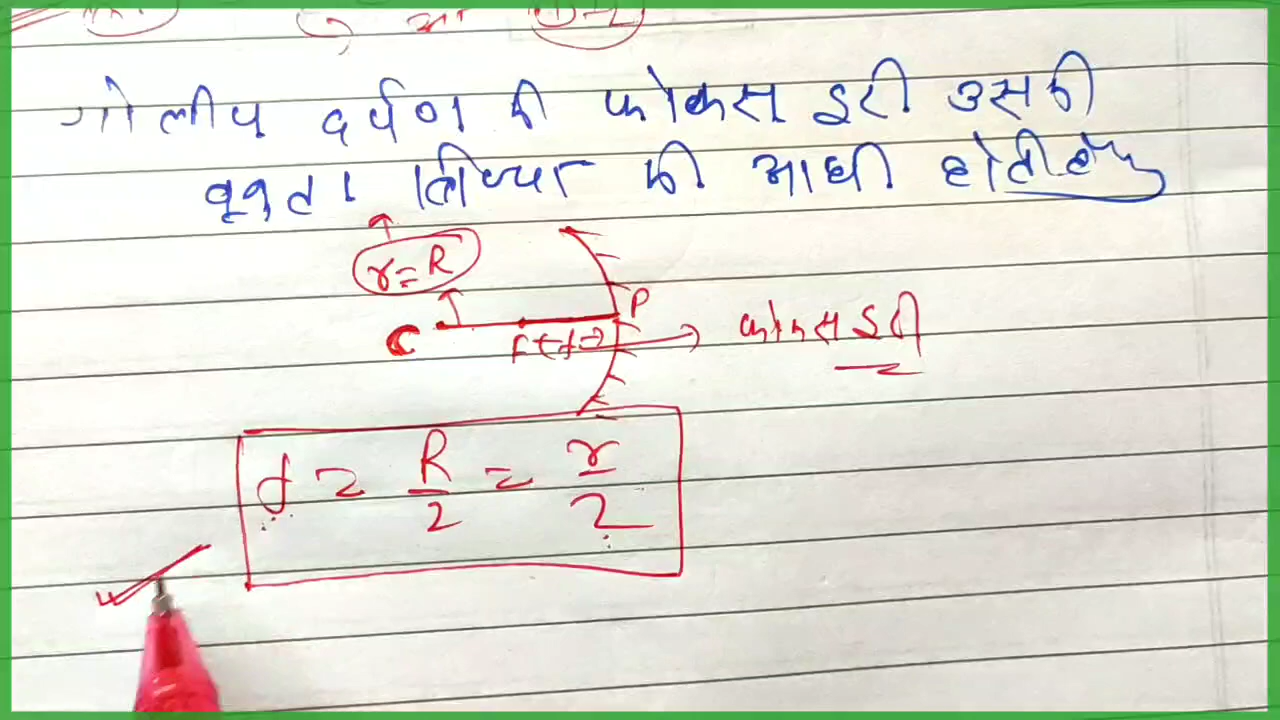 गोलीय दर्पण की फोकस दूरी उसकी
वक्रता त्रिज्या की आधी होती है
r = R
P
C
F ← f →
फोकस दूरी
f = R/2 = r/2